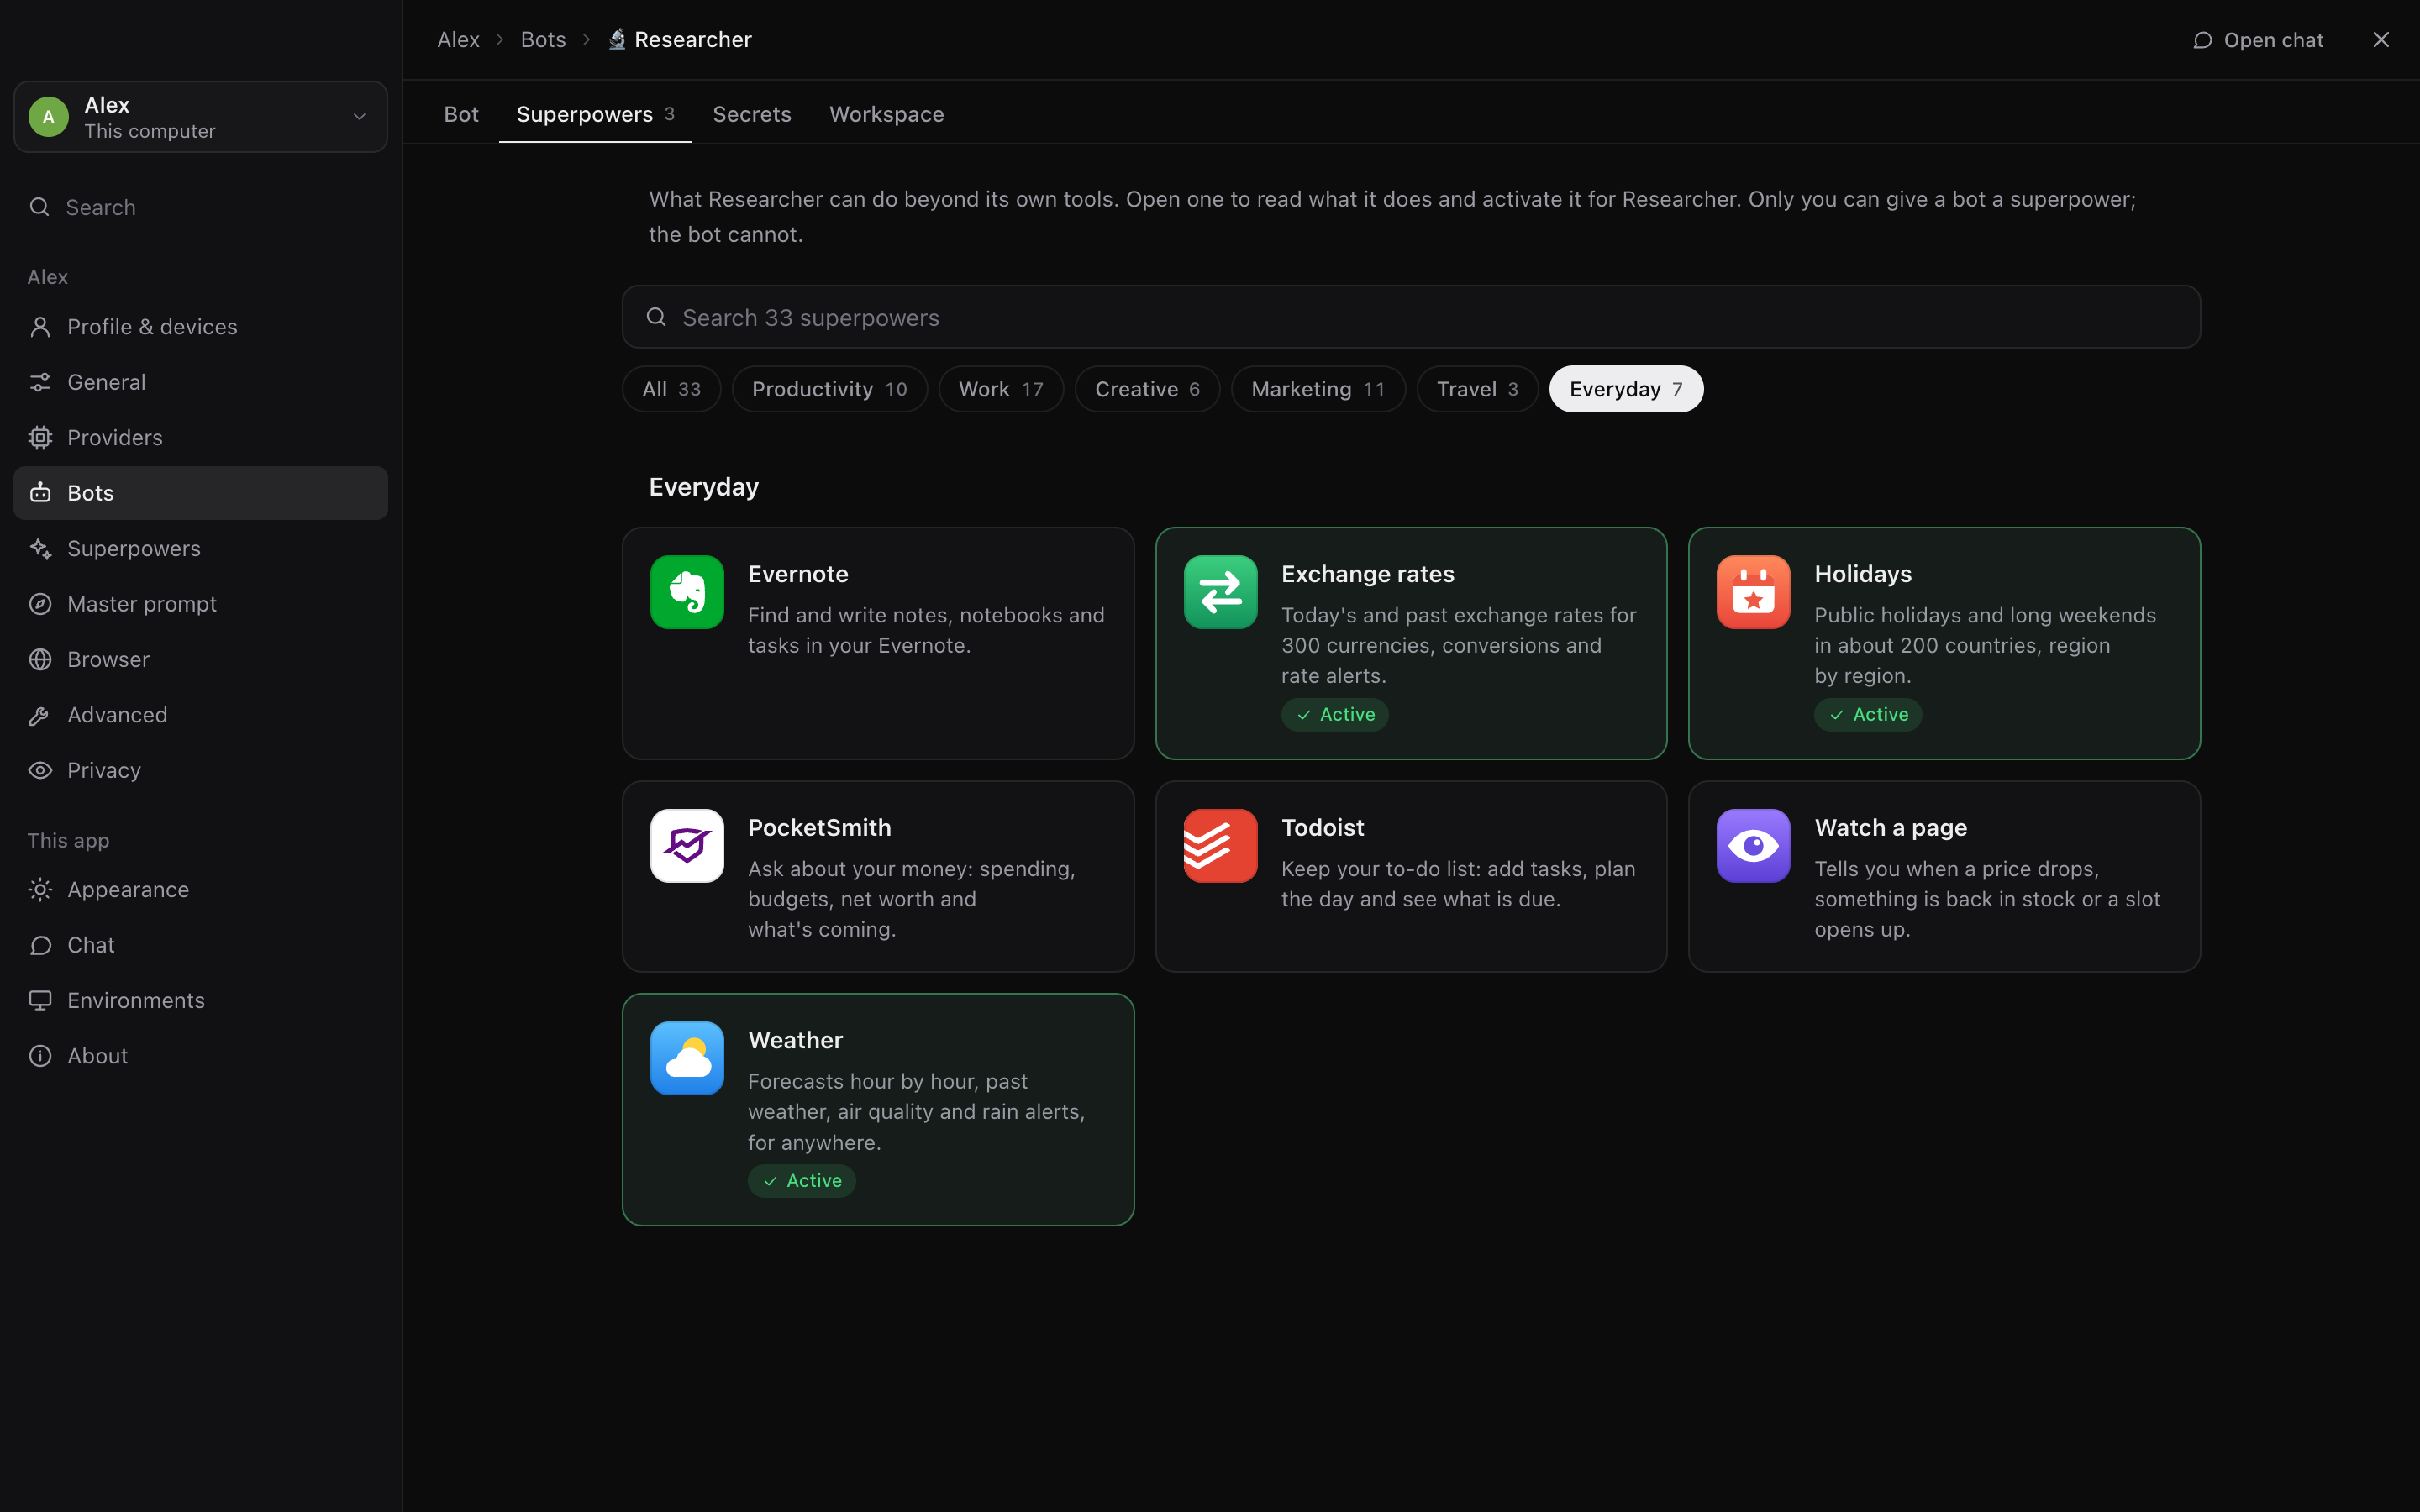 Alex
This computer
Search
Alex
Profile & devices
General
Providers
Bots
Superpowers
Master prompt
Browser
Advanced
Privacy
This app
Appearance
Chat
Environments
About
Alex > Bots > Researcher
Open chat
Bot Superpowers 3 Secrets Workspace
What Researcher can do beyond its own tools. Open one to read what it does and activate it for Researcher. Only you can give a bot a superpower;
the bot cannot.
Search 33 superpowers
All 33 Productivity 10 Work 17 Creative 6 Marketing 11 Travel 3 Everyday 7
Everyday
Evernote
Find and write notes, notebooks and
tasks in your Evernote.
Exchange rates
Today's and past exchange rates for
300 currencies, conversions and
rate alerts.
Active
Holidays
Public holidays and long weekends
in about 200 countries, region
by region.
Active
PocketSmith
Ask about your money: spending,
budgets, net worth and
what's coming.
Todoist
Keep your to-do list: add tasks, plan
the day and see what is due.
Watch a page
Tells you when a price drops,
something is back in stock or a slot
opens up.
Weather
Forecasts hour by hour, past
weather, air quality and rain alerts,
for anywhere.
Active